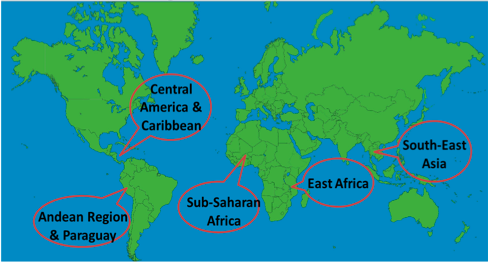 Central
America &
Caribbean
South-East
Asia
East Africa
Sub-Saharan
Africa
Andean Region
& Paraguay